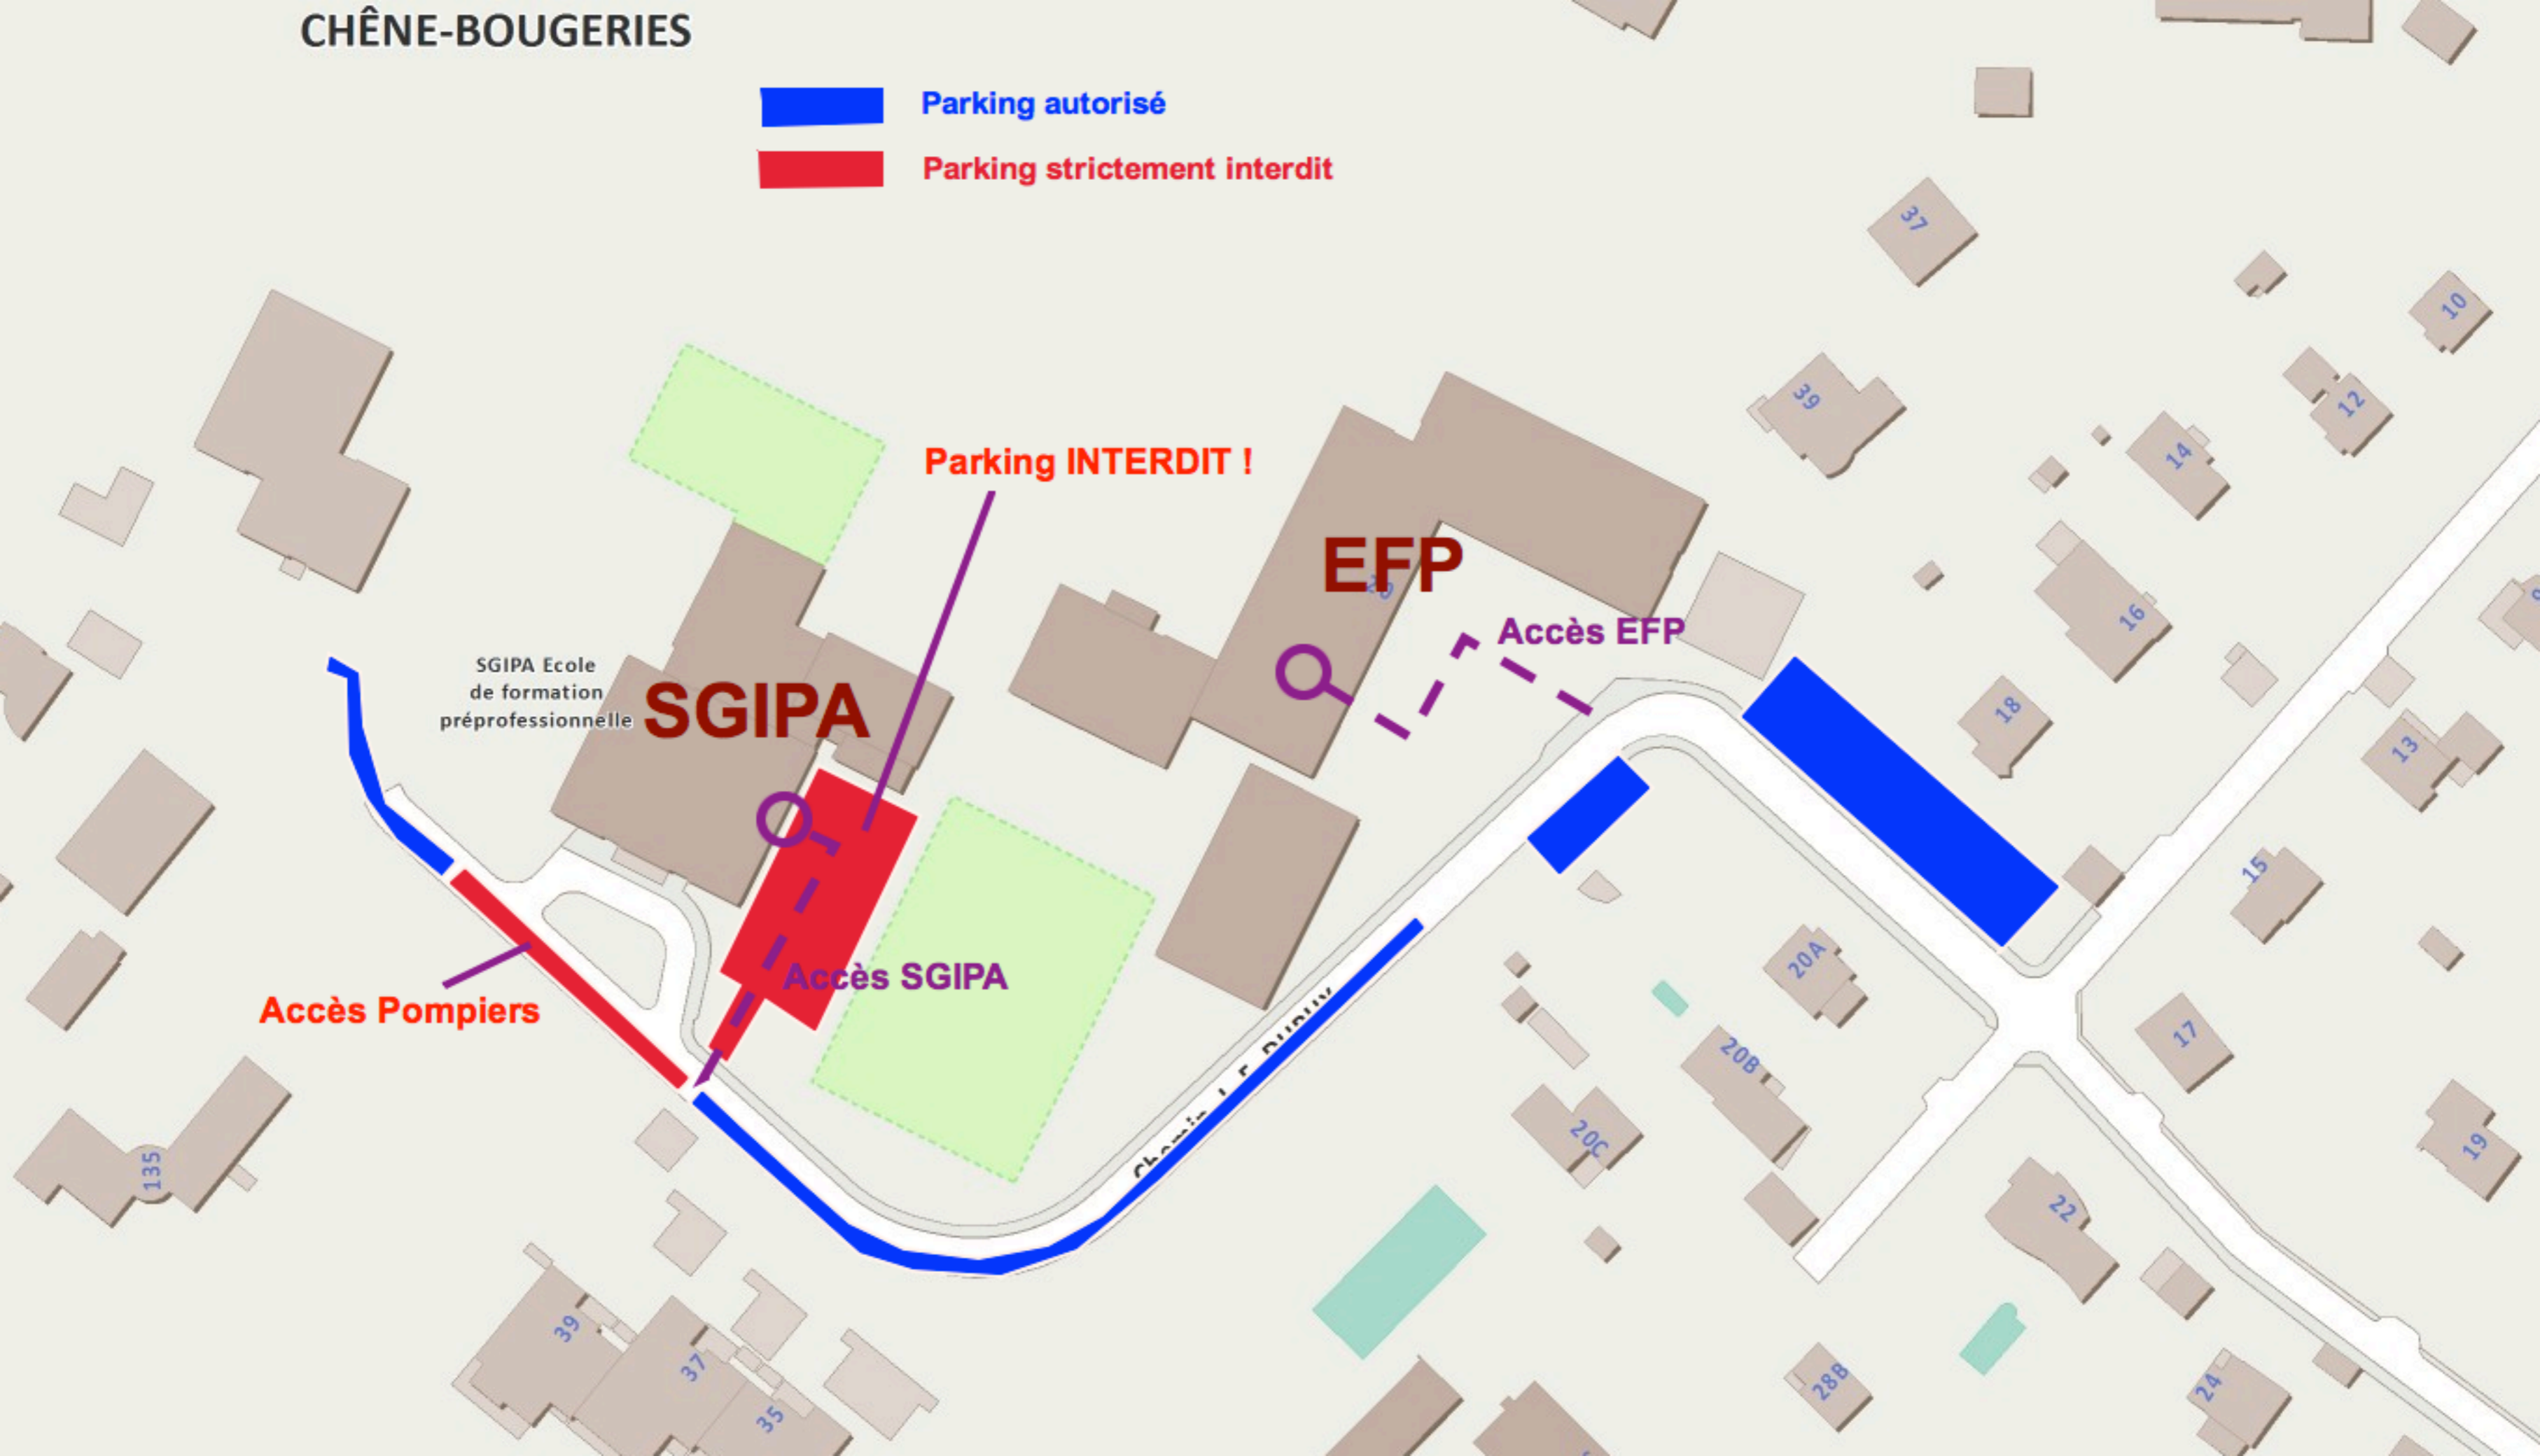 CHÊNE-BOUGERIES
Parking autorisé
Parking strictement interdit
37
10
39
12
14
Parking INTERDIT !
EFP
16
Accès EFP
SGIPA Ecole
de formation
préprofessionnelle
SGIPA
18
13
15
20A
Accès SGIPA
Accès Pompiers
17
20B
20C
19
135
22
39
37
35
28B
24